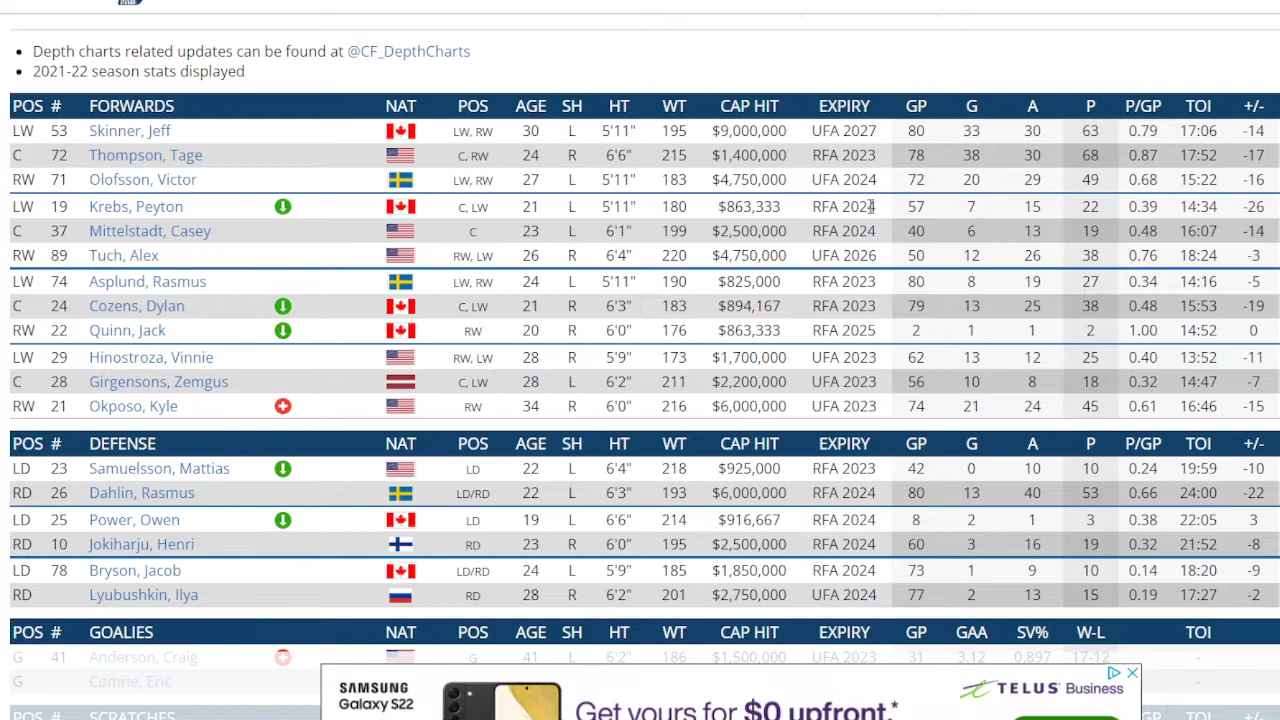 • Depth charts related updates can be found at @CF_DepthCharts
• 2021-22 season stats displayed
POS # FORWARDS NAT POS AGE SH HT WT CAP HIT EXPIRY GP G A P P/GP TOI +/-
LW 53 Skinner, Jeff LW, RW 30 L 5'11" 195 $9,000,000 UFA 2027 80 33 30 63 0.79 17:06 -14
C 72 Thompson, Tage C, RW 24 R 6'6" 215 $1,400,000 RFA 2023 78 38 30 68 0.87 17:52 -17
RW 71 Olofsson, Victor LW, RW 27 L 5'11" 183 $4,750,000 UFA 2024 72 20 29 49 0.68 15:22 -16
LW 19 Krebs, Peyton C, LW 21 L 5'11" 180 $863,333 RFA 2024 57 7 15 22 0.39 14:34 -26
C 37 Mittelstadt, Casey C 23 L 6'1" 199 $2,500,000 RFA 2024 40 6 13 0.48 16:07 -14
RW 89 Tuch, Alex RW, LW 26 R 6'4" 220 $4,750,000 UFA 2026 50 12 26 38 0.76 18:24 -3
LW 74 Asplund, Rasmus LW, RW 24 L 5'11" 190 $825,000 RFA 2023 80 8 19 27 0.34 14:16 -5
C 24 Cozens, Dylan C, LW 21 R 6'3" 183 $894,167 RFA 2023 79 13 25 38 0.48 15:53 -19
RW 22 Quinn, Jack RW 20 R 6'0" 176 $863,333 RFA 2025 2 1 1 2 1.00 14:52 0
LW 29 Hinostroza, Vinnie RW, LW 28 R 5'9" 173 $1,700,000 UFA 2023 62 13 12 25 0.40 13:52 -11
C 28 Girgensons, Zemgus C, LW 28 L 6'2" 211 $2,200,000 UFA 2023 56 10 8 18 0.32 14:47 -7
RW 21 Okposo, Kyle RW 34 R 6'0" 216 $6,000,000 UFA 2023 74 21 24 45 0.61 16:46 -15
POS # DEFENSE NAT POS AGE SH HT WT CAP HIT EXPIRY GP G A P P/GP TOI +/-
LD 23 Samuelsson, Mattias LD 22 L 6'4" 218 $925,000 RFA 2023 42 0 10 0.24 19:59 -10
RD 26 Dahlin, Rasmus LD/RD 22 L 6'3" 193 $6,000,000 RFA 2024 80 13 40 53 0.66 24:00 -22
LD 25 Power, Owen LD 19 L 6'6" 214 $916,667 RFA 2024 8 2 1 3 0.38 22:05 3
RD 10 Jokiharju, Henri RD 23 R 6'0" 195 $2,500,000 RFA 2024 60 3 16 19 0.32 21:52 -8
LD 78 Bryson, Jacob LD/RD 24 L 5'9" 185 $1,850,000 RFA 2024 73 1 9 10 0.14 18:20 -9
RD Lyubushkin, Ilya RD 28 R 6'2" 201 $2,750,000 UFA 2024 77 2 13 15 0.19 17:27 -2
POS # GOALIES NAT POS AGE SH HT WT CAP HIT EXPIRY GP GAA SV% W-L TOI
G 41 Anderson, Craig G 41 L 6'2" 186 $1,500,000 UFA 2023 31 3.12 0.897 17-12 -
G Comrie, Eric
POS # SCRATCHES GP TOI +/-
SAMSUNG
Galaxy S22
Get yours for $0 upfront.*
TELUS Business